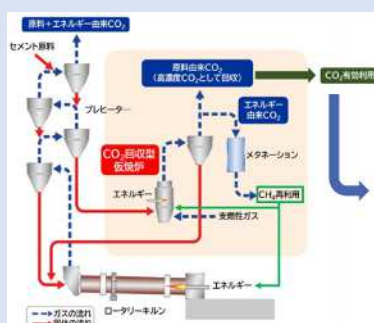 原料+エネルギー由来CO₂
セメント原料
プレヒーター
原料由来CO₂
(高濃度CO₂として回収)
CO₂有効利用
エネルギー
由来CO₂
CO₂回収型
仮焼炉
メタネーション
エネルギー
支燃性ガス
CH₄再利用
エネルギー
ロータリーキルン
ガスの流れ
固体の流れ